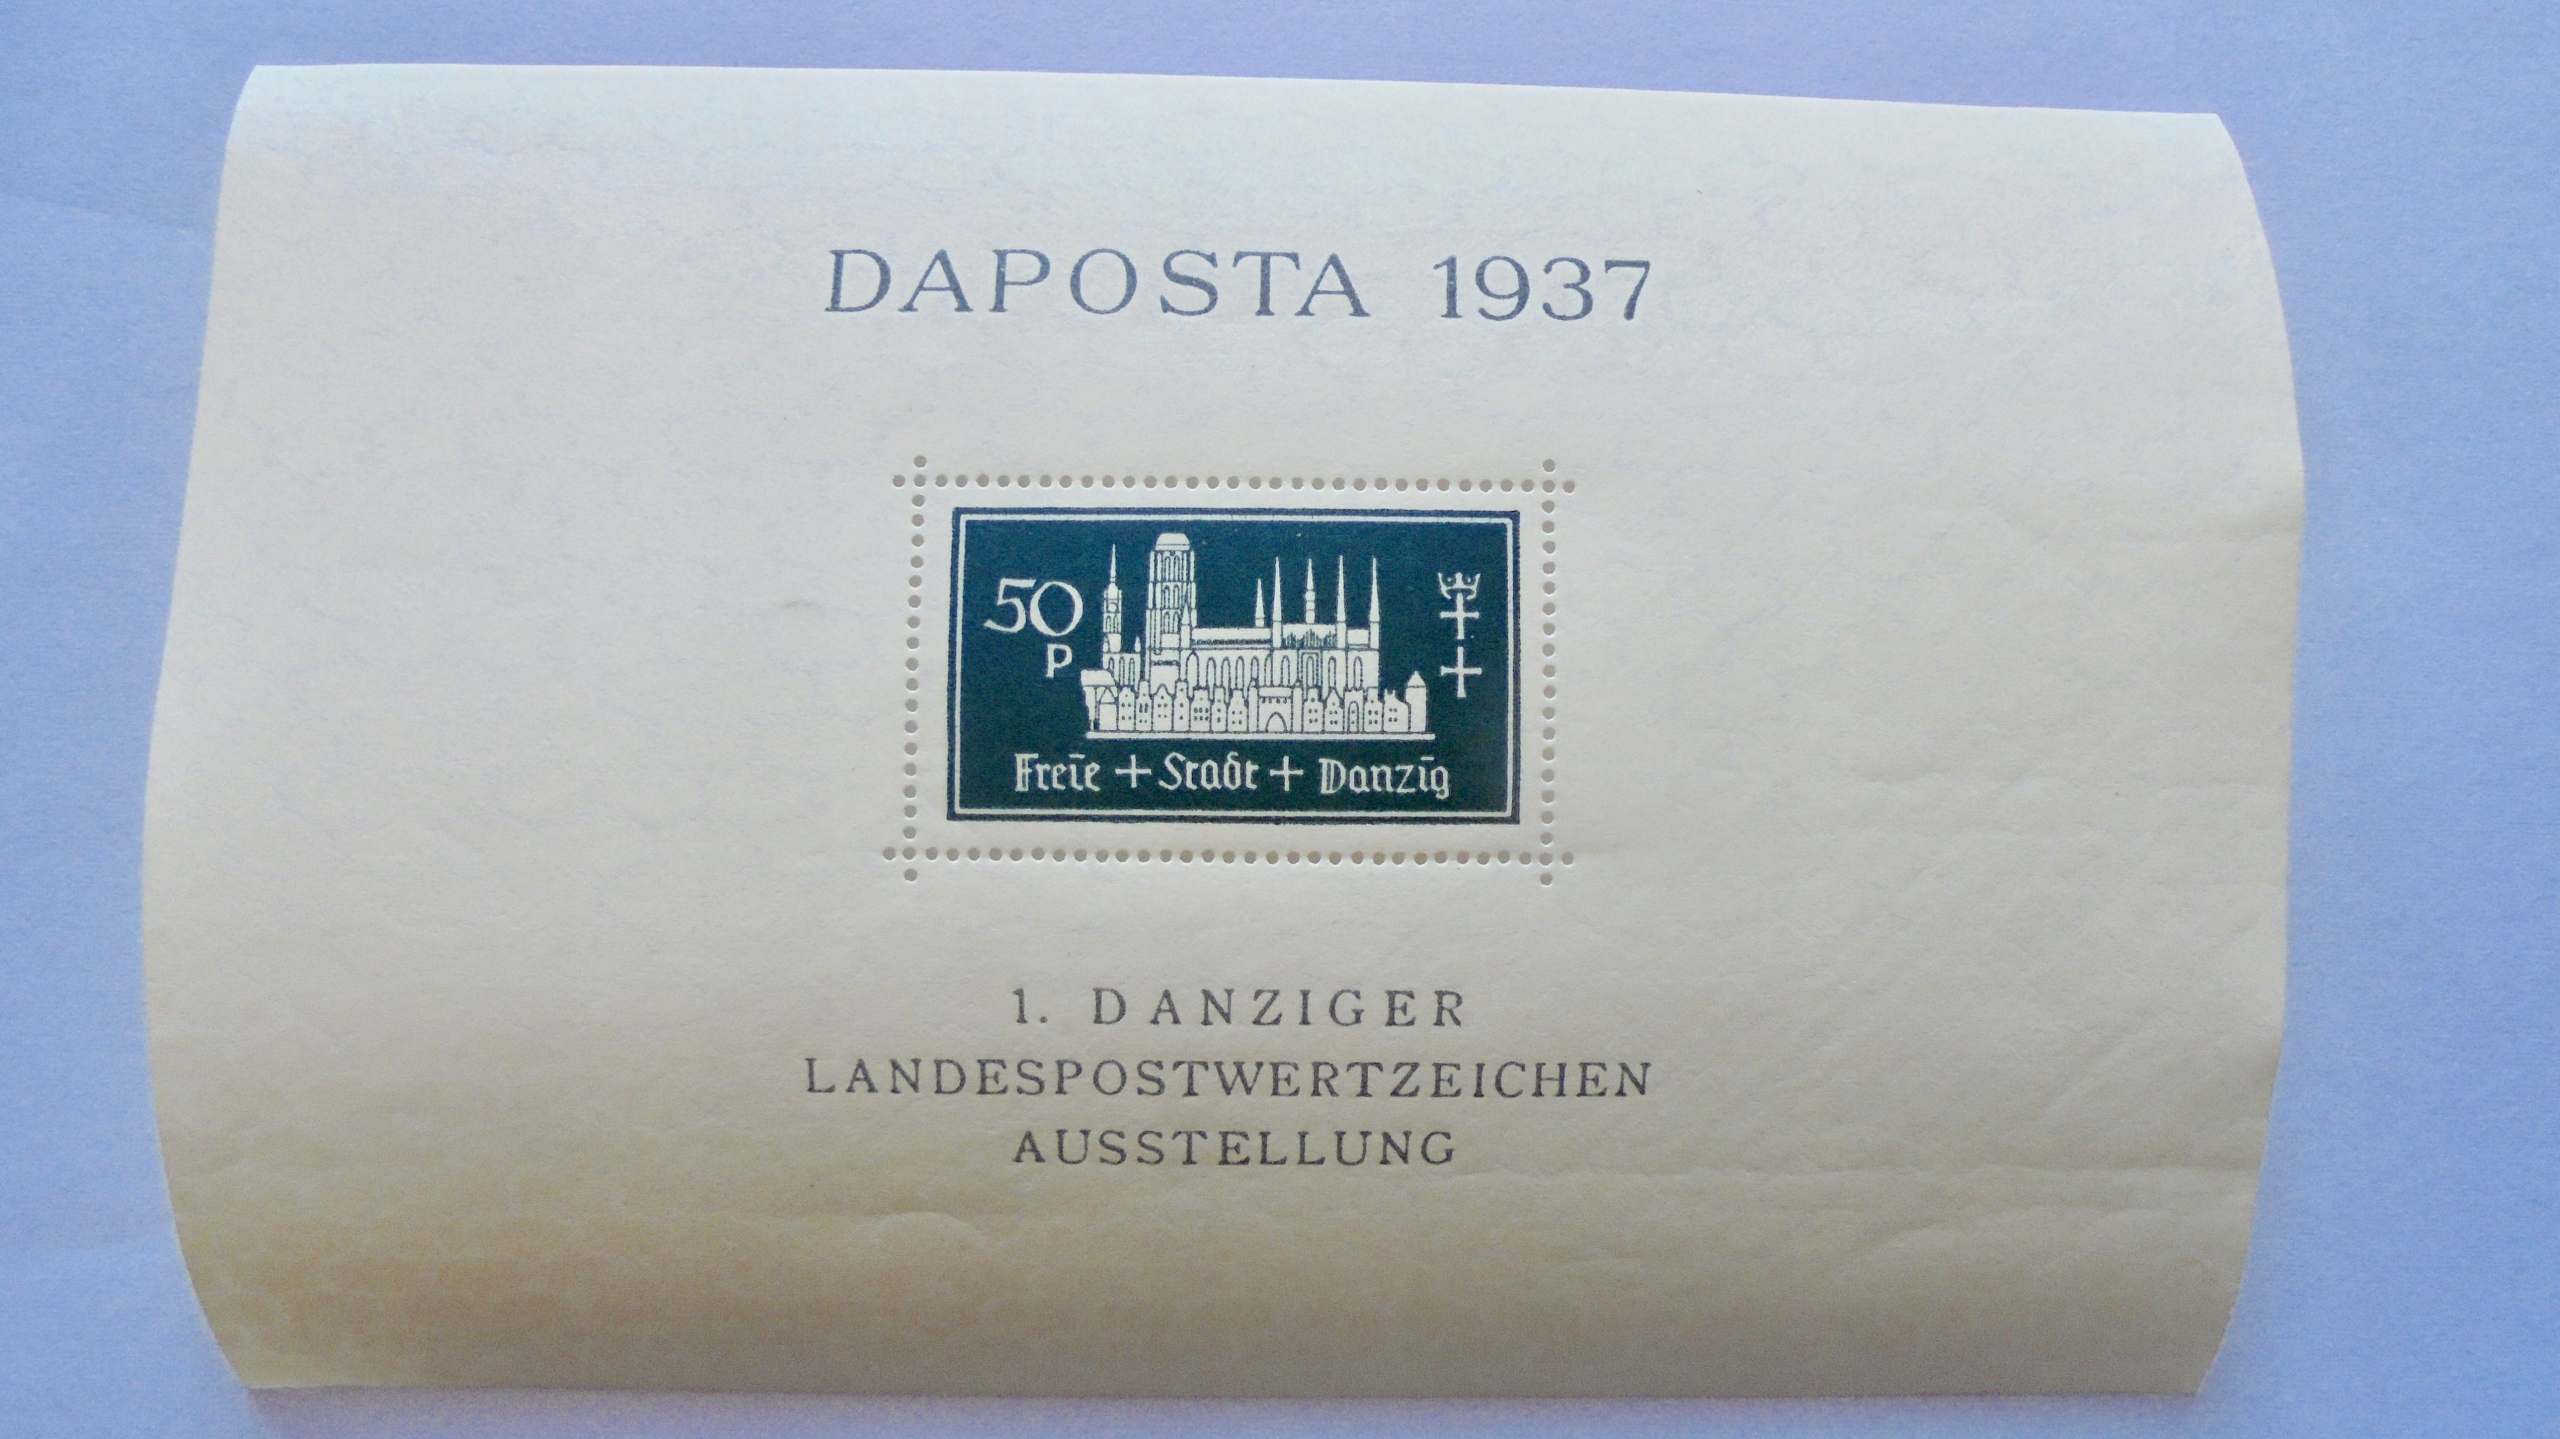 DAPOSTA 1937
50
P
Freie + Stadt + Danzig
1. DANZIGER
LANDESPOSTWERTZEICHEN
AUSSTELLUNG